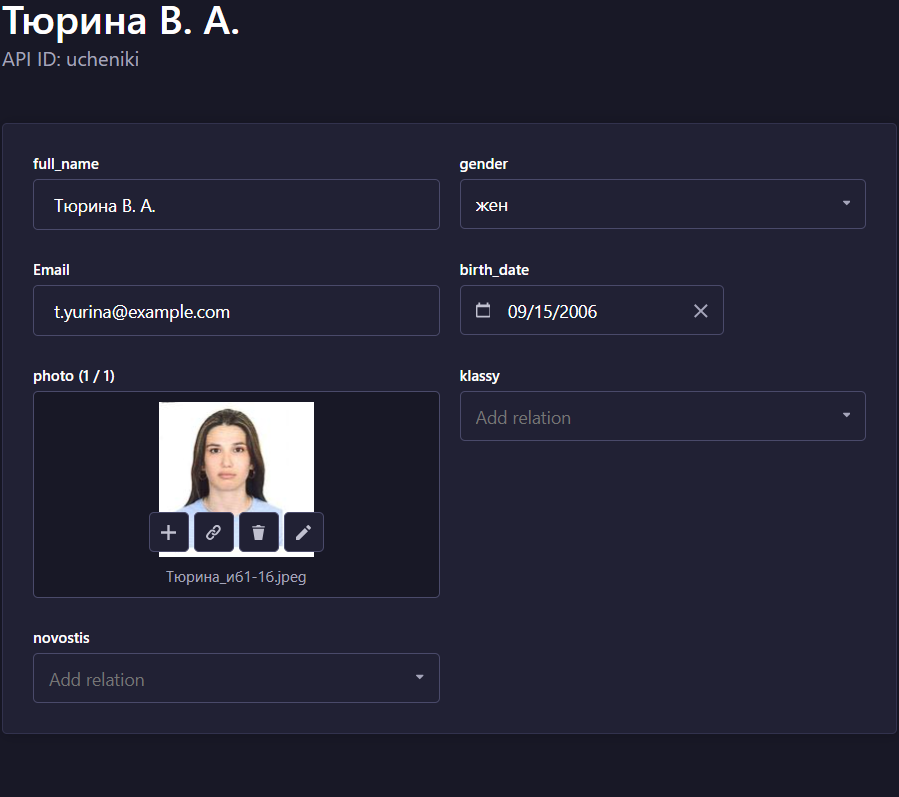 Тюрина В. А.
API ID: ucheniki
full_name
gender
Тюрина В. А.
жен
Email
birth_date
t.yurina@example.com
09/15/2006
photo (1 / 1)
klassy
Add relation
Тюрина_иб1-16.jpeg
novostis
Add relation